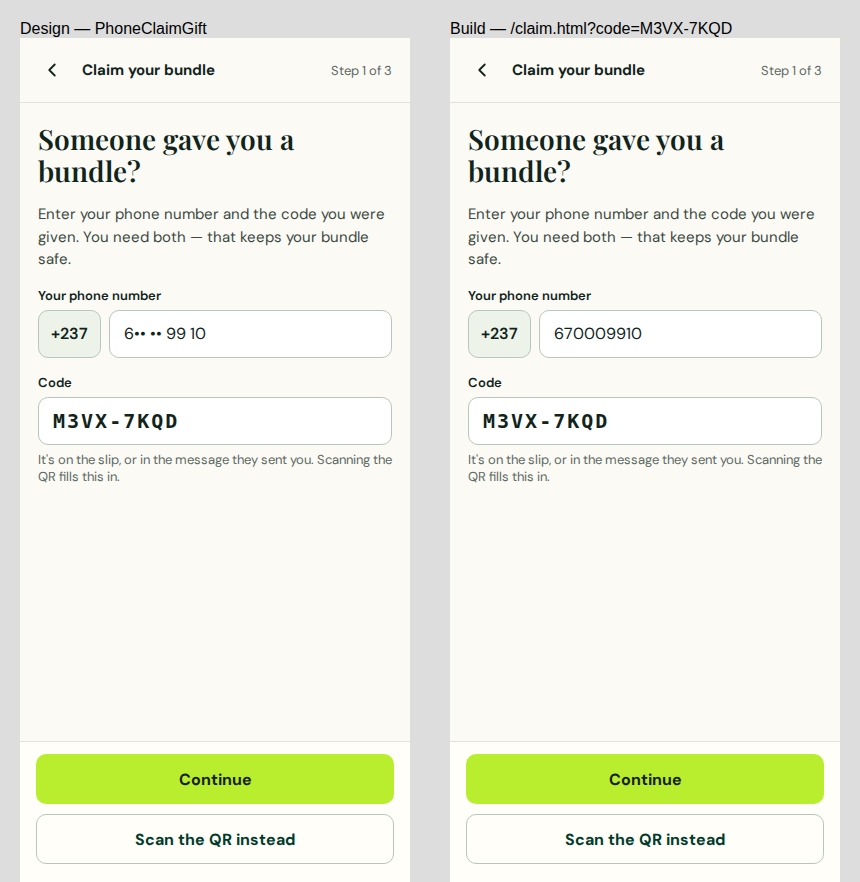 Design — PhoneClaimGift
Claim your bundle
Step 1 of 3
Someone gave you a
bundle?
Enter your phone number and the code you were
given. You need both — that keeps your bundle
safe.
Your phone number
+237
6•• •• 99 10
Code
M3VX-7KQD
It's on the slip, or in the message they sent you. Scanning the
QR fills this in.
Continue
Scan the QR instead
Build — /claim.html?code=M3VX-7KQD
Claim your bundle
Step 1 of 3
Someone gave you a
bundle?
Enter your phone number and the code you were
given. You need both — that keeps your bundle
safe.
Your phone number
+237
670009910
Code
M3VX-7KQD
It's on the slip, or in the message they sent you. Scanning the
QR fills this in.
Continue
Scan the QR instead